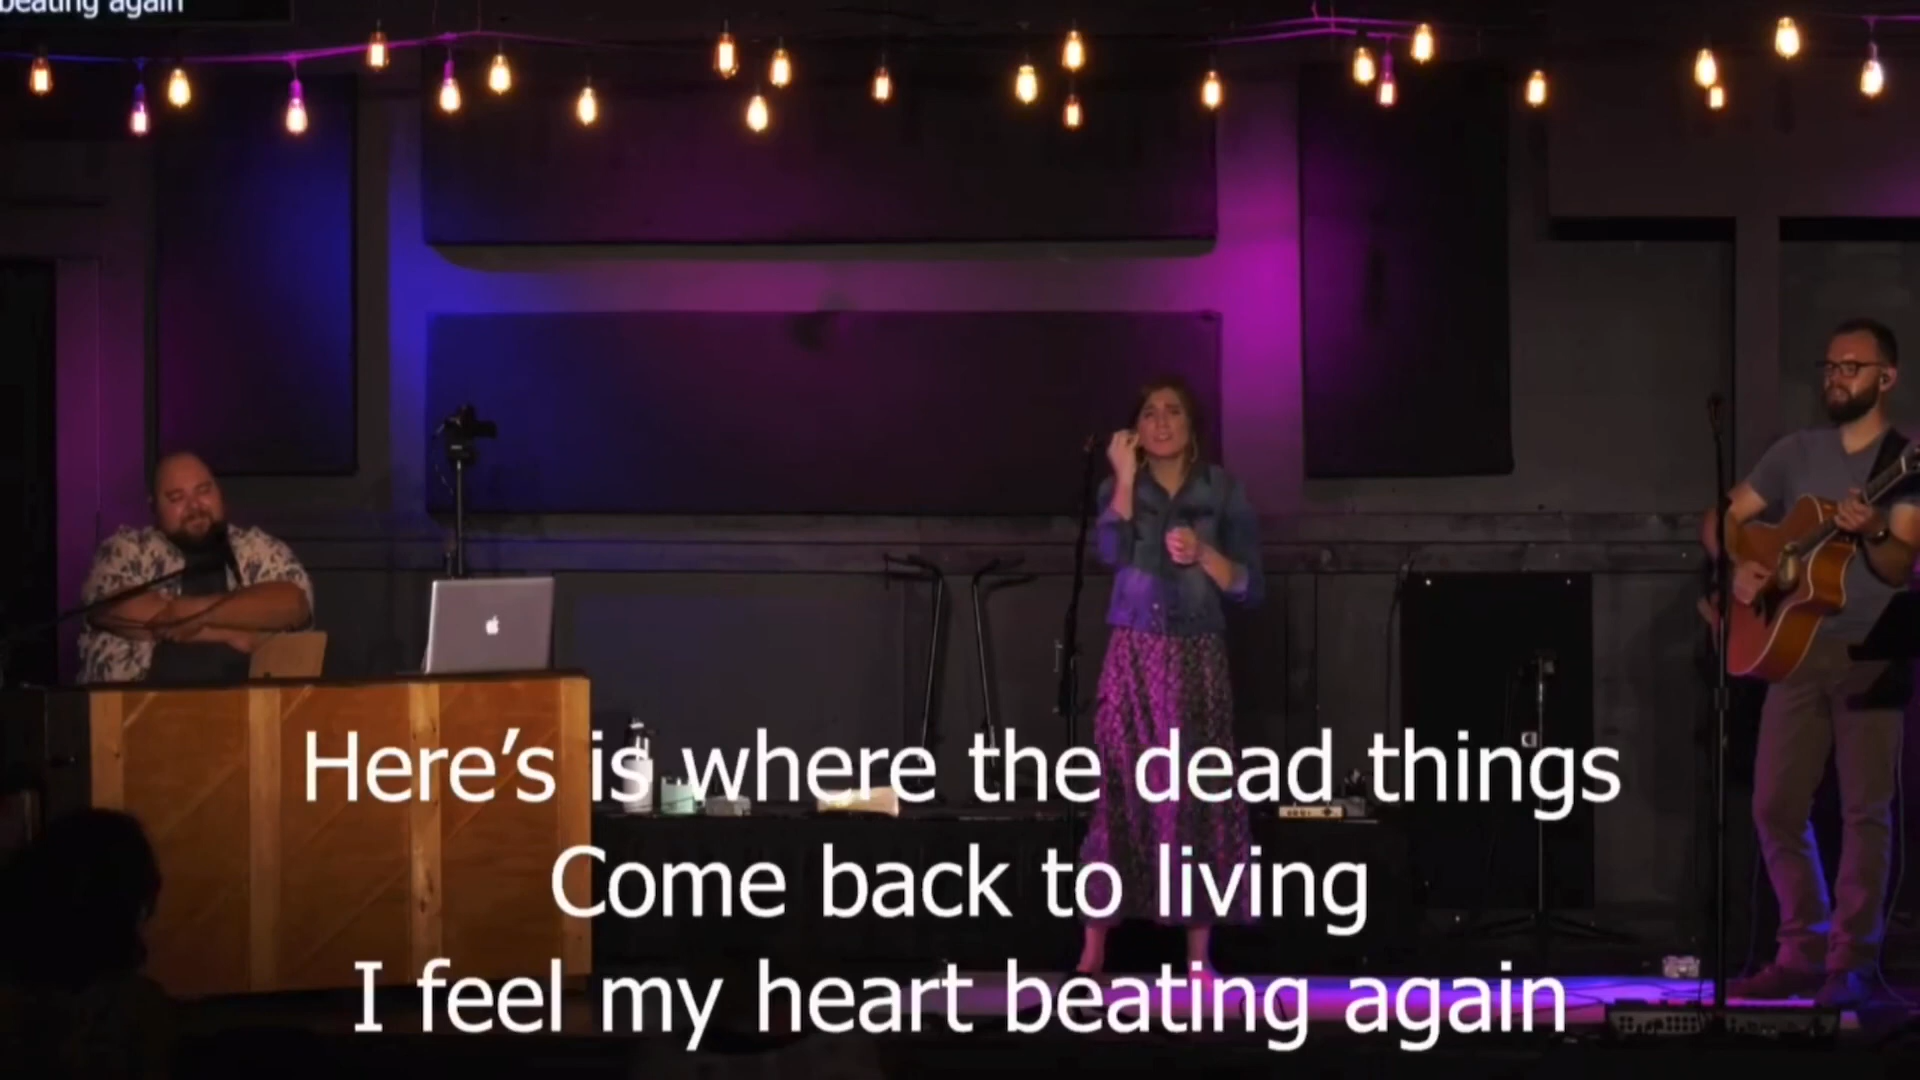 beating again
Here's is where the dead things
Come back to living
I feel my heart beating again